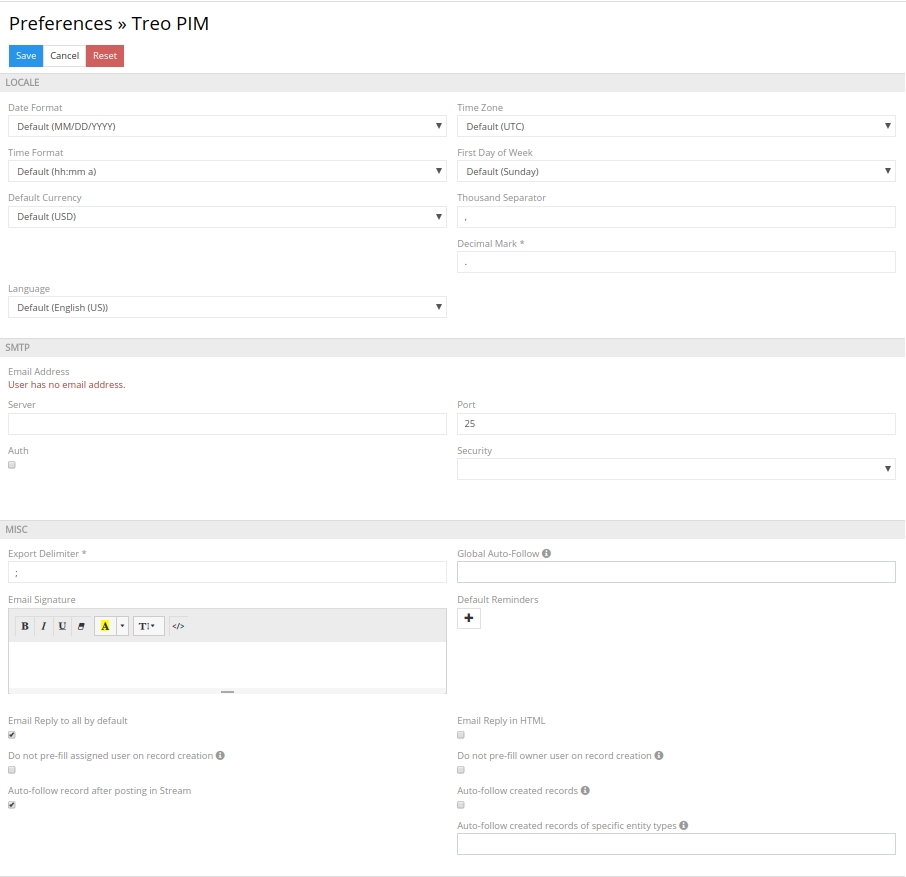 Preferences » Treo PIM
Save Cancel Reset
LOCALE
Date Format
Default (MM/DD/YYYY)
Time Zone
Default (UTC)
Time Format
Default (hh:mm a)
First Day of Week
Default (Sunday)
Default Currency
Default (USD)
Thousand Separator
,
Decimal Mark *
.
Language
Default (English (US))
SMTP
Email Address
User has no email address.
Server
Port
25
Auth
Security
MISC
Export Delimiter *
;
Global Auto-Follow
Email Signature
B I U A T </>
Default Reminders
Email Reply to all by default
Email Reply in HTML
Do not pre-fill assigned user on record creation
Do not pre-fill owner user on record creation
Auto-follow record after posting in Stream
Auto-follow created records
Auto-follow created records of specific entity types